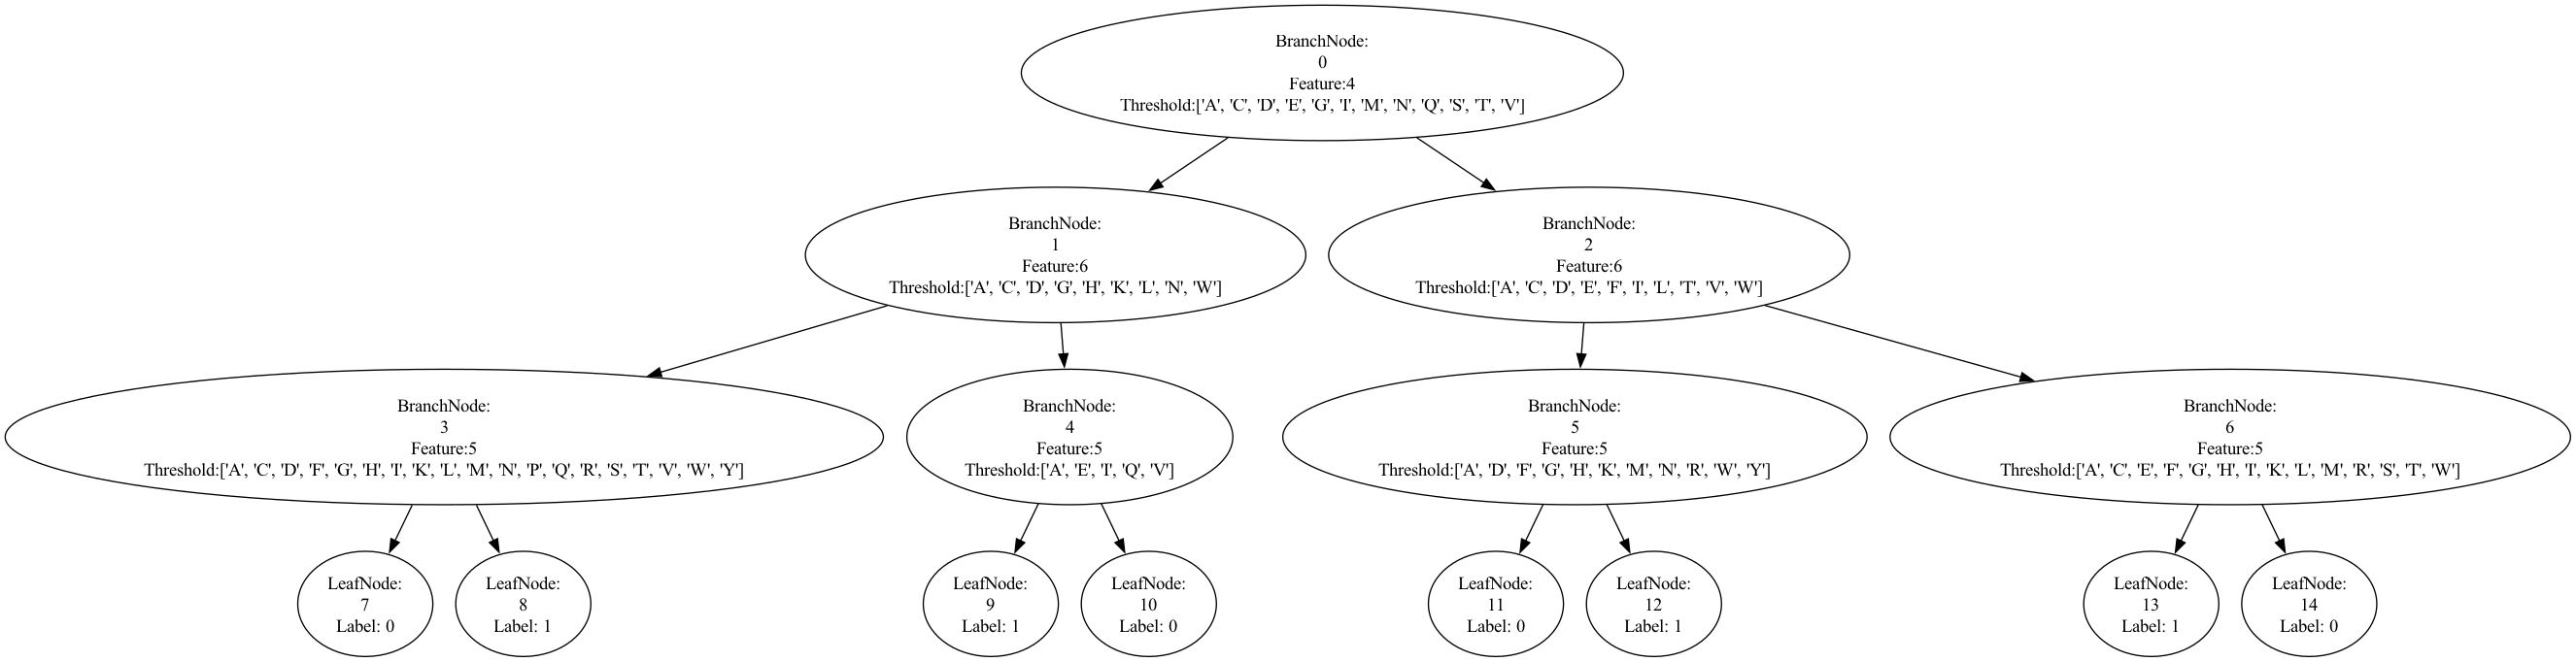 BranchNode:
0
Feature:4
Threshold:['A', 'C', 'D', 'E', 'G', 'I', 'M', 'N', 'Q', 'S', 'T', 'V']
BranchNode:
1
Feature:6
Threshold:['A', 'C', 'D', 'G', 'H', 'K', 'L', 'N', 'W']
BranchNode:
2
Feature:6
Threshold:['A', 'C', 'D', 'E', 'F', 'I', 'L', 'T', 'V', 'W']
BranchNode:
3
Feature:5
Threshold:['A', 'C', 'D', 'F', 'G', 'H', 'I', 'K', 'L', 'M', 'N', 'P', 'Q', 'R', 'S', 'T', 'V', 'W', 'Y']
BranchNode:
4
Feature:5
Threshold:['A', 'E', 'I', 'Q', 'V']
BranchNode:
5
Feature:5
Threshold:['A', 'D', 'F', 'G', 'H', 'K', 'M', 'N', 'R', 'W', 'Y']
BranchNode:
6
Feature:5
Threshold:['A', 'C', 'E', 'F', 'G', 'H', 'I', 'K', 'L', 'M', 'R', 'S', 'T', 'W']
LeafNode:
7
Label: 0
LeafNode:
8
Label: 1
LeafNode:
9
Label: 1
LeafNode:
10
Label: 0
LeafNode:
11
Label: 0
LeafNode:
12
Label: 1
LeafNode:
13
Label: 1
LeafNode:
14
Label: 0